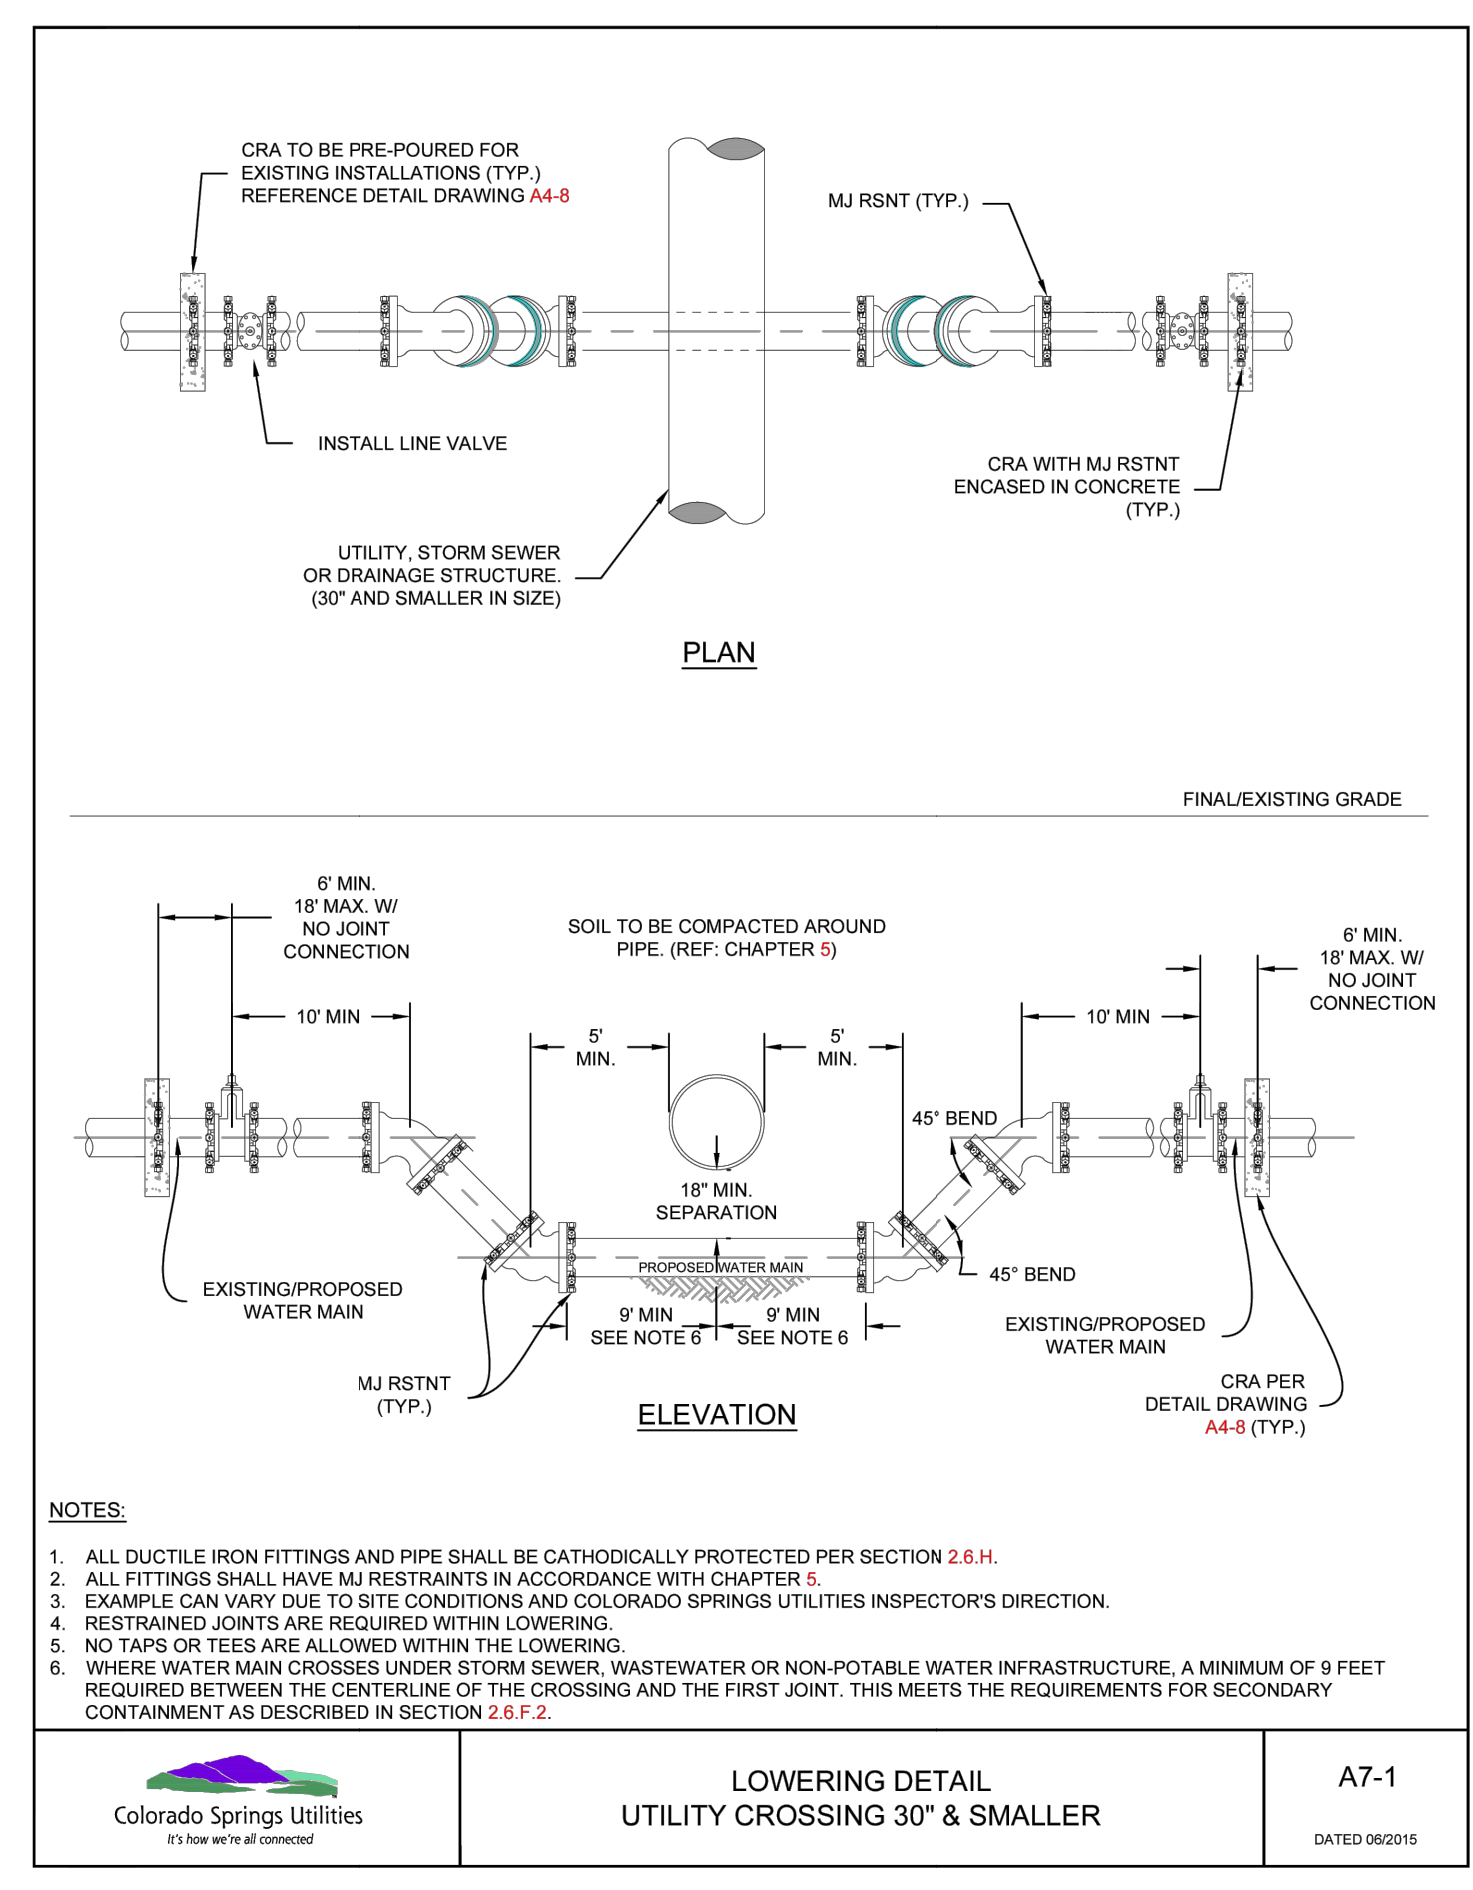 CRA TO BE PRE-POURED FOR
EXISTING INSTALLATIONS (TYP.)
REFERENCE DETAIL DRAWING A4-8
MJ RSNT (TYP.)
INSTALL LINE VALVE
CRA WITH MJ RSTNT
ENCASED IN CONCRETE
(TYP.)
UTILITY, STORM SEWER
OR DRAINAGE STRUCTURE.
(30" AND SMALLER IN SIZE)
PLAN
FINAL/EXISTING GRADE
6' MIN.
18' MAX. W/
NO JOINT
CONNECTION
SOIL TO BE COMPACTED AROUND
PIPE. (REF: CHAPTER 5)
6' MIN.
18' MAX. W/
NO JOINT
CONNECTION
10' MIN
10' MIN
5'
MIN.
5'
MIN.
45° BEND
18" MIN.
SEPARATION
PROPOSED WATER MAIN
45° BEND
EXISTING/PROPOSED
WATER MAIN
9' MIN
SEE NOTE 6
9' MIN
SEE NOTE 6
EXISTING/PROPOSED
WATER MAIN
MJ RSTNT
(TYP.)
CRA PER
DETAIL DRAWING
A4-8 (TYP.)
ELEVATION
NOTES:
1. ALL DUCTILE IRON FITTINGS AND PIPE SHALL BE CATHODICALLY PROTECTED PER SECTION 2.6.H.
2. ALL FITTINGS SHALL HAVE MJ RESTRAINTS IN ACCORDANCE WITH CHAPTER 5.
3. EXAMPLE CAN VARY DUE TO SITE CONDITIONS AND COLORADO SPRINGS UTILITIES INSPECTOR'S DIRECTION.
4. RESTRAINED JOINTS ARE REQUIRED WITHIN LOWERING.
5. NO TAPS OR TEES ARE ALLOWED WITHIN THE LOWERING.
6. WHERE WATER MAIN CROSSES UNDER STORM SEWER, WASTEWATER OR NON-POTABLE WATER INFRASTRUCTURE, A MINIMUM OF 9 FEET
REQUIRED BETWEEN THE CENTERLINE OF THE CROSSING AND THE FIRST JOINT. THIS MEETS THE REQUIREMENTS FOR SECONDARY
CONTAINMENT AS DESCRIBED IN SECTION 2.6.F.2.
Colorado Springs Utilities
It's how we're all connected
LOWERING DETAIL
UTILITY CROSSING 30" & SMALLER
A7-1
DATED 06/2015